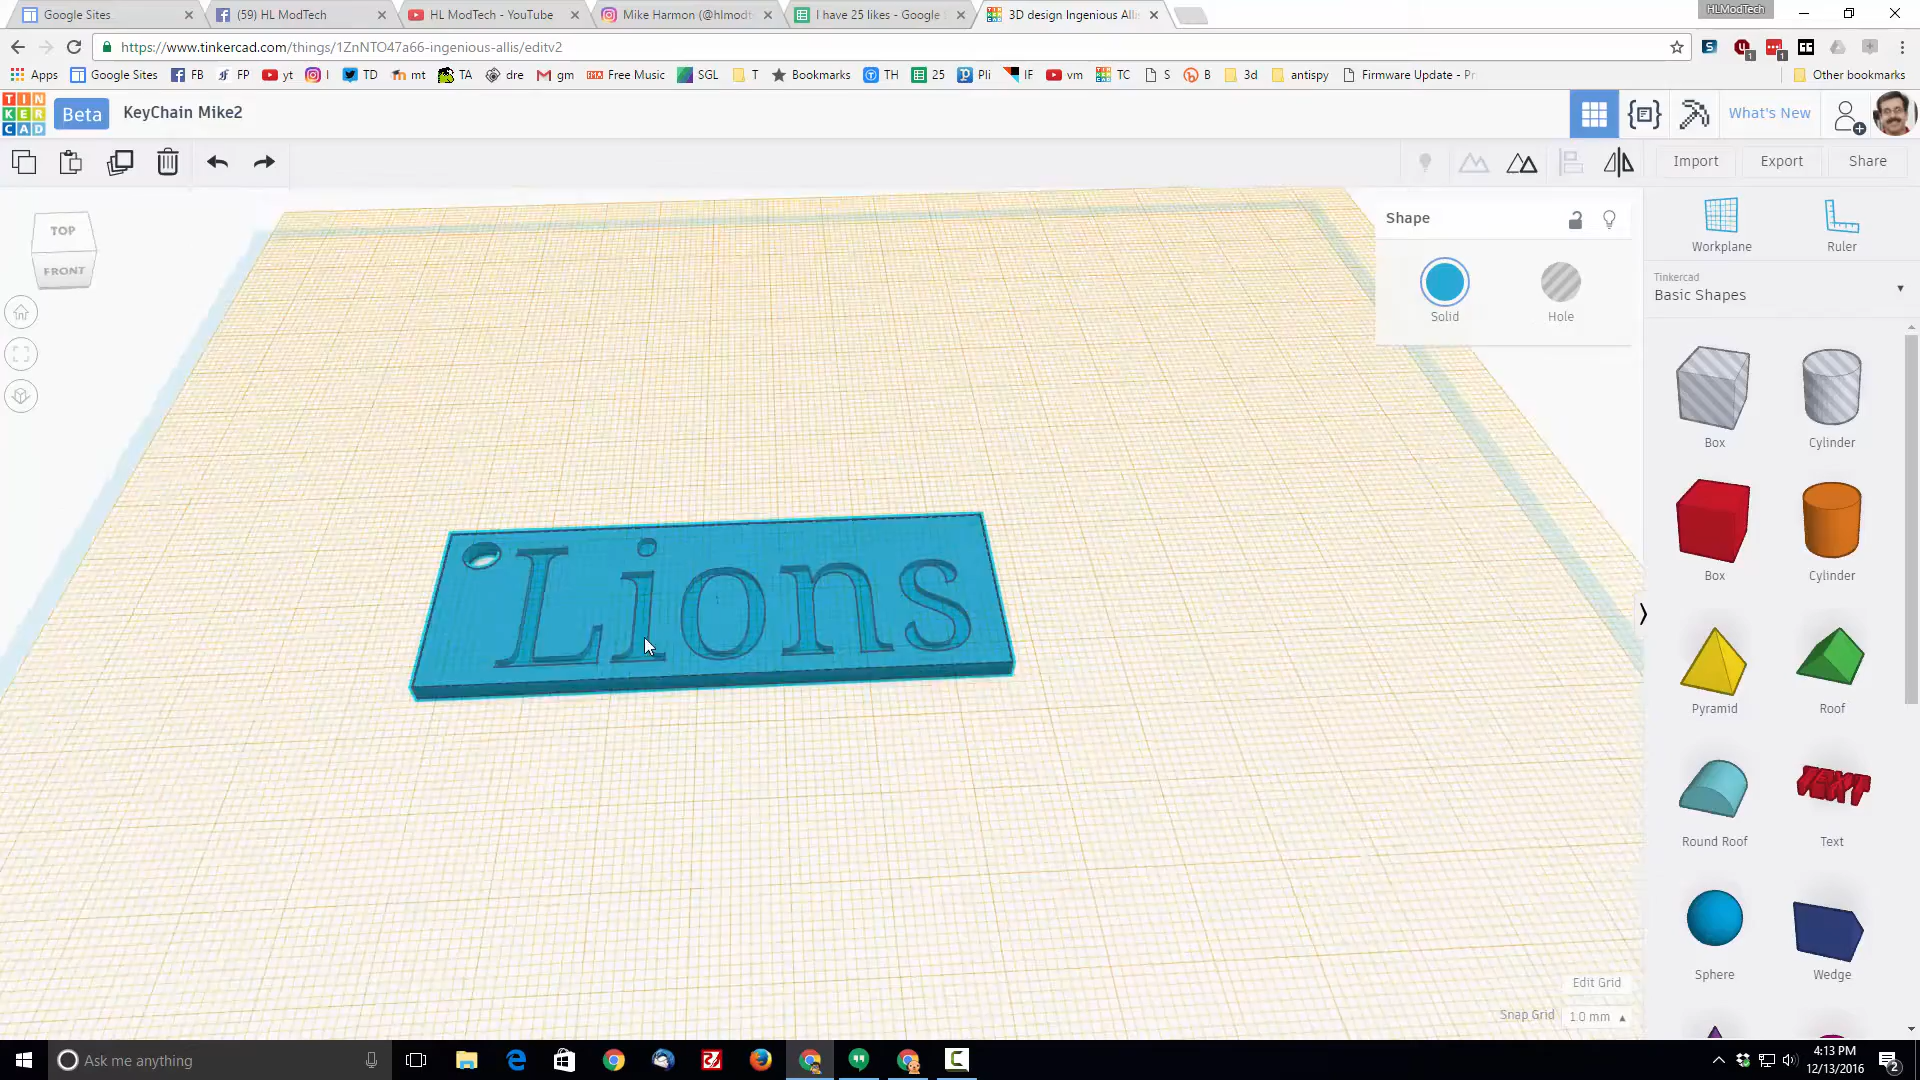 Google Sites
(59) HL ModTech
HL ModTech - YouTube
Mike Harmon (@hlmodt
I have 25 likes - Google
3D design Ingenious Alli
HLModTech
https://www.tinkercad.com/things/1ZnNTO47a66-ingenious-allis/editv2
Apps
Google Sites
FB
FP
yt
I
TD
mt
TA
dre
gm
Free Music
SGL
T
Bookmarks
TH
25
Pli
IF
vm
TC
S
B
3d
antispy
Firmware Update - Pr
Other bookmarks
TIN
KER
CAD
Beta
KeyChain Mike2
What's New
Import
Export
Share
TOP
FRONT
Shape
Solid
Hole
Workplane
Ruler
Tinkercad
Basic Shapes
Box
Cylinder
Box
Cylinder
Pyramid
Roof
TEXT
Round Roof
Text
Sphere
Wedge
Lions
Edit Grid
Snap Grid 1.0 mm
Ask me anything
4:13 PM
12/13/2016
2